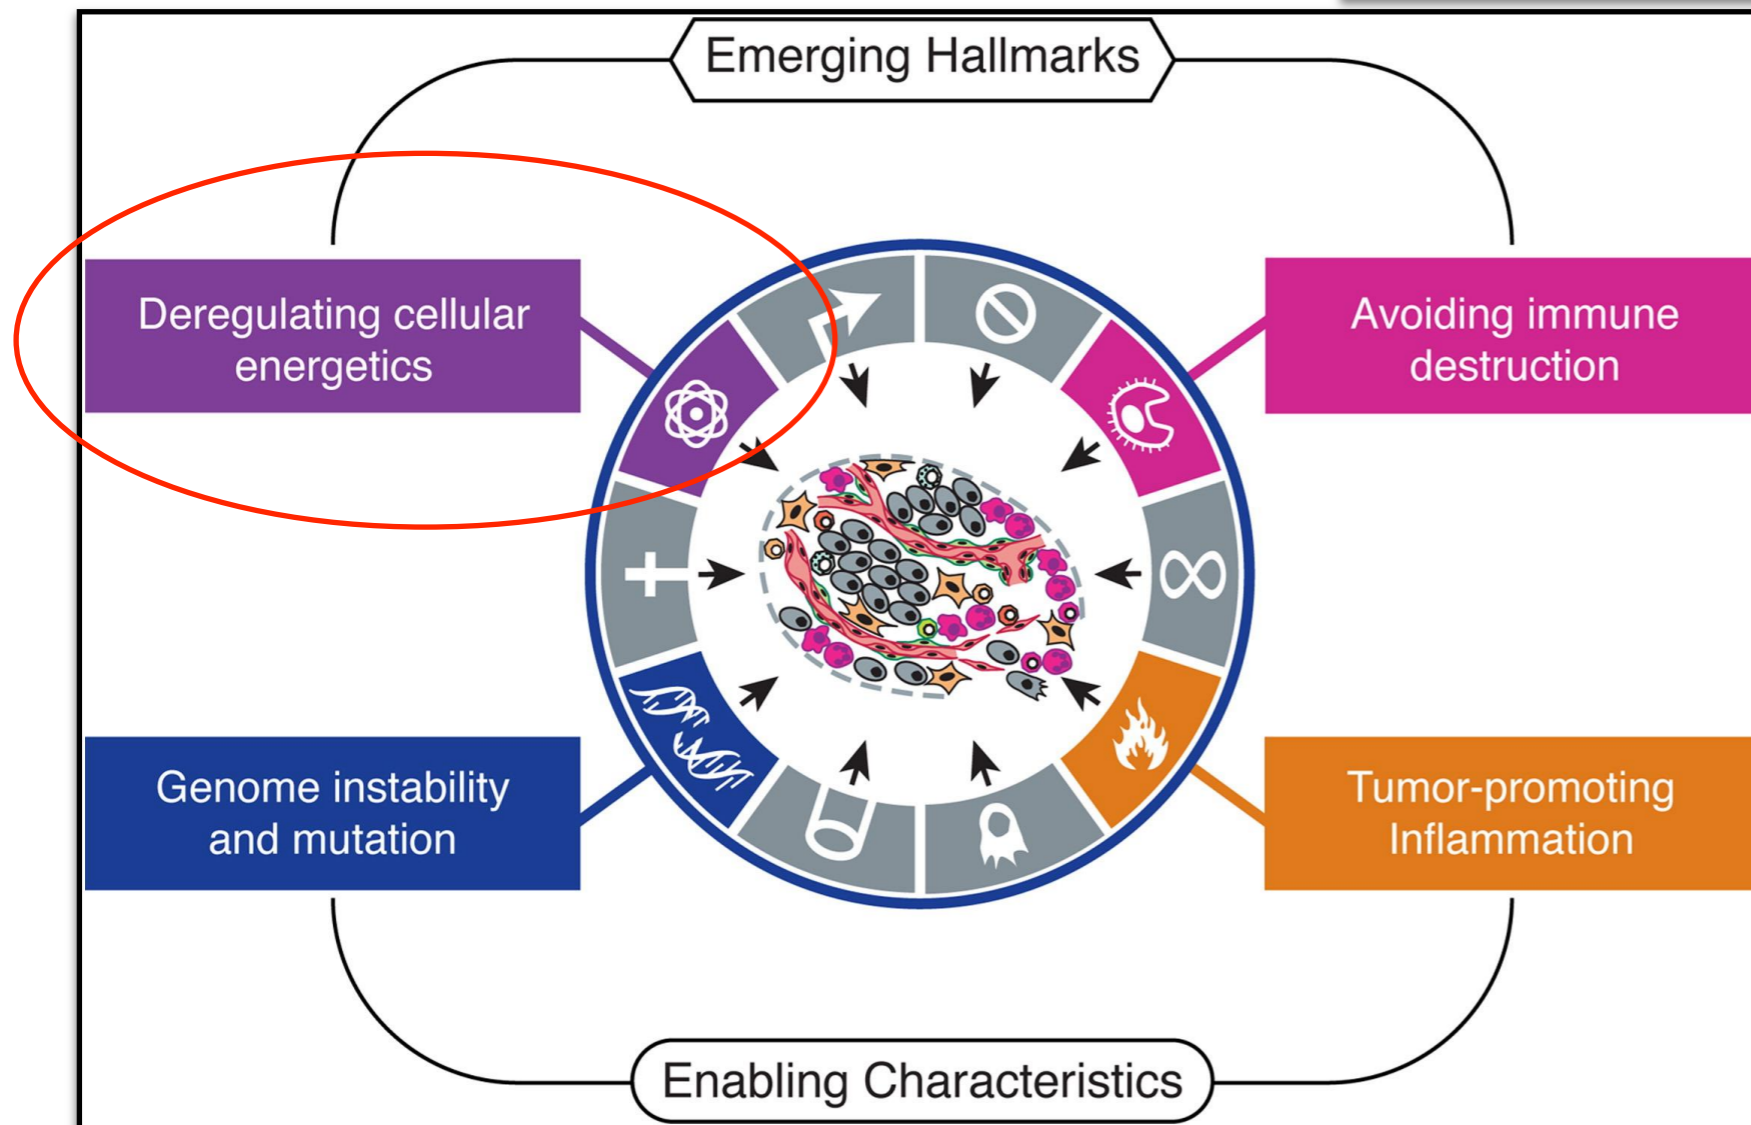 Emerging Hallmarks
Deregulating cellular
energetics
Avoiding immune
destruction
Genome instability
and mutation
Tumor-promoting
Inflammation
Enabling Characteristics